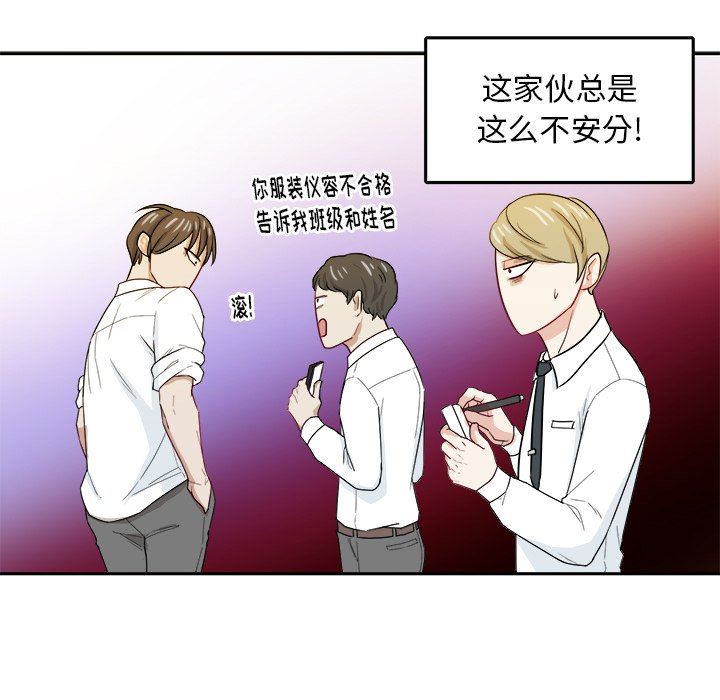 这家伙总是
这么不安分!
你服装仪容不合格
告诉我班级和姓名
滚!